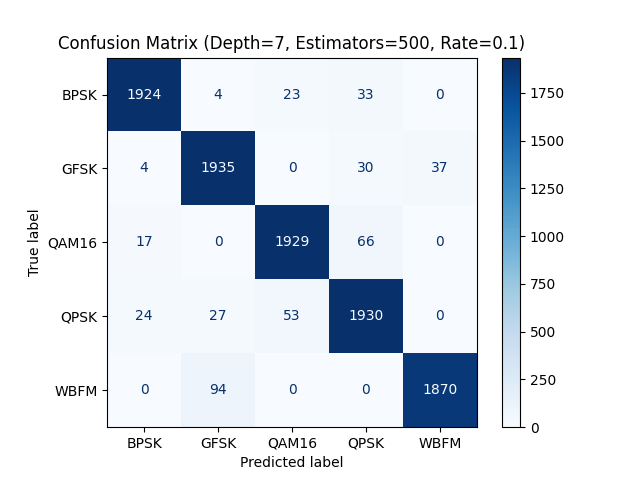 Confusion Matrix (Depth=7, Estimators=500, Rate=0.1)
BPSK 1924 4 23 33 0
GFSK 4 1935 0 30 37
QAM16 17 0 1929 66 0
QPSK 24 27 53 1930 0
WBFM 0 94 0 0 1870
BPSK GFSK QAM16 QPSK WBFM
Predicted label
True label
1750
1500
1250
1000
750
500
250
0